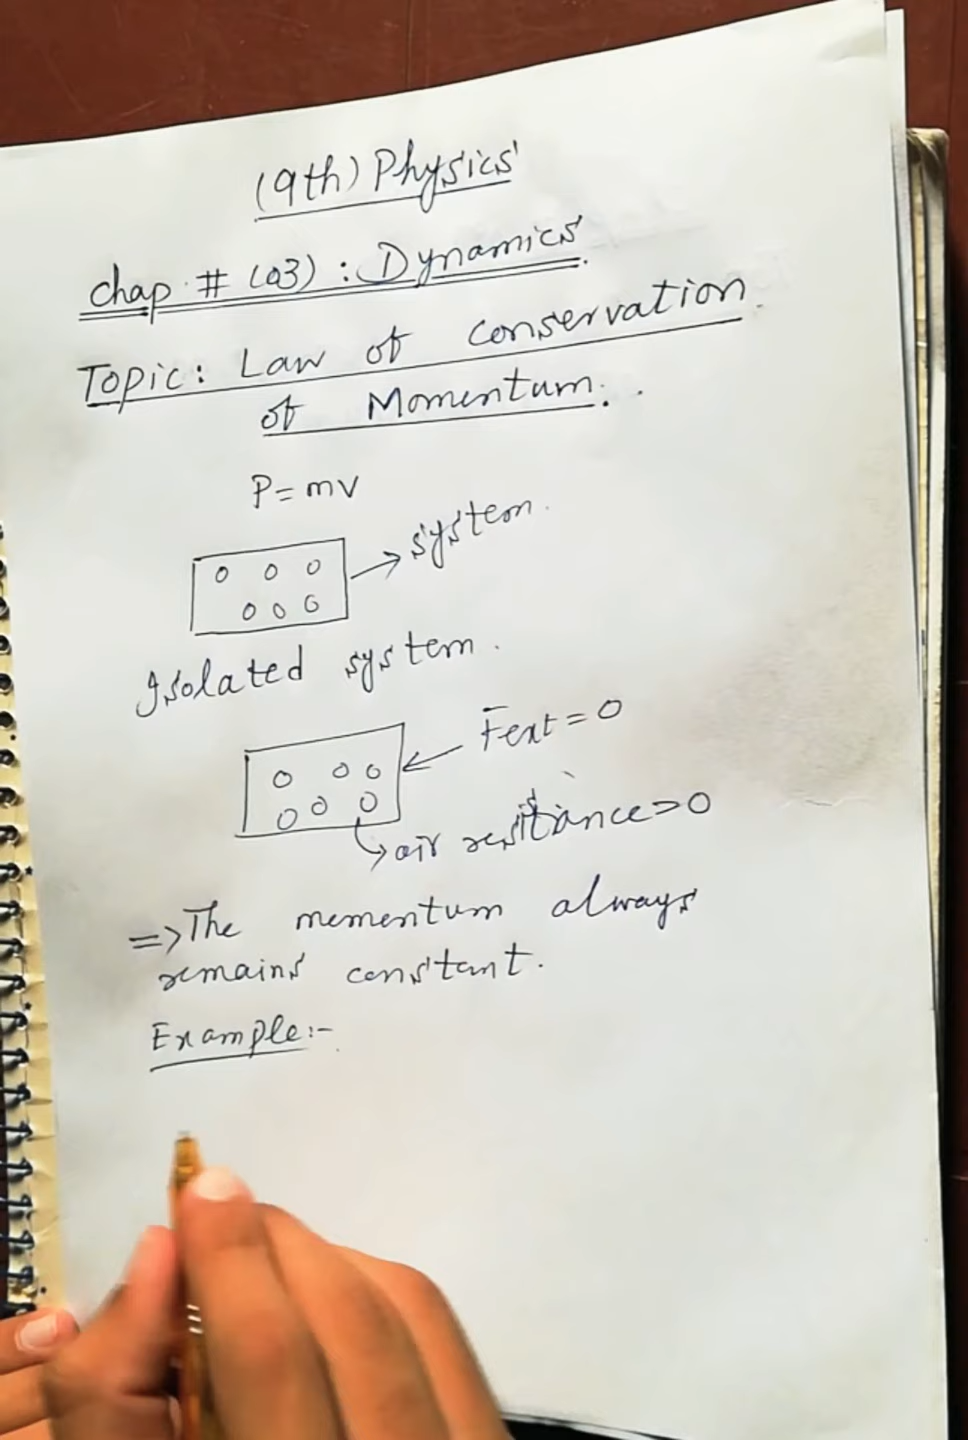 (9th) Physics
Chap # (03) : Dynamics.
Topic: Law of Conservation
of Momentum.
P = mv
system.
Isolated system.
Fext = 0
air resistance = 0
=> The mementum always
remains constant.
Example:-